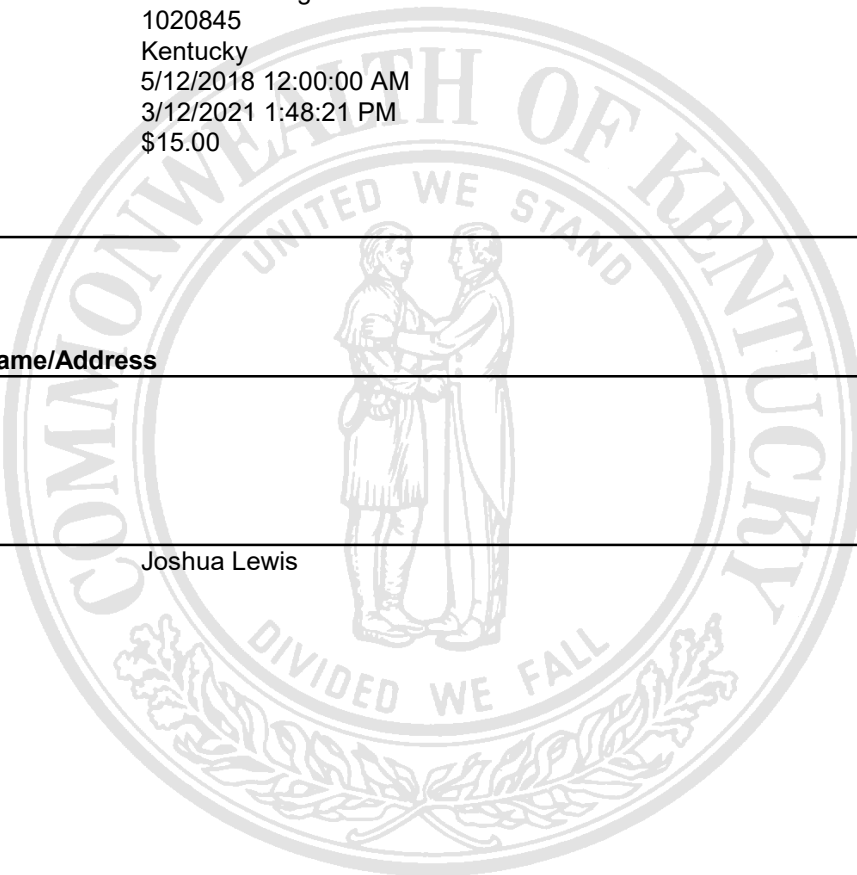 1020845
Kentucky
5/12/2018 12:00:00 AM
3/12/2021 1:48:21 PM
$15.00
COMMONWEALTH OF KENTUCKY
UNITED WE STAND
ame/Address
Joshua Lewis
DIVIDED WE FALL